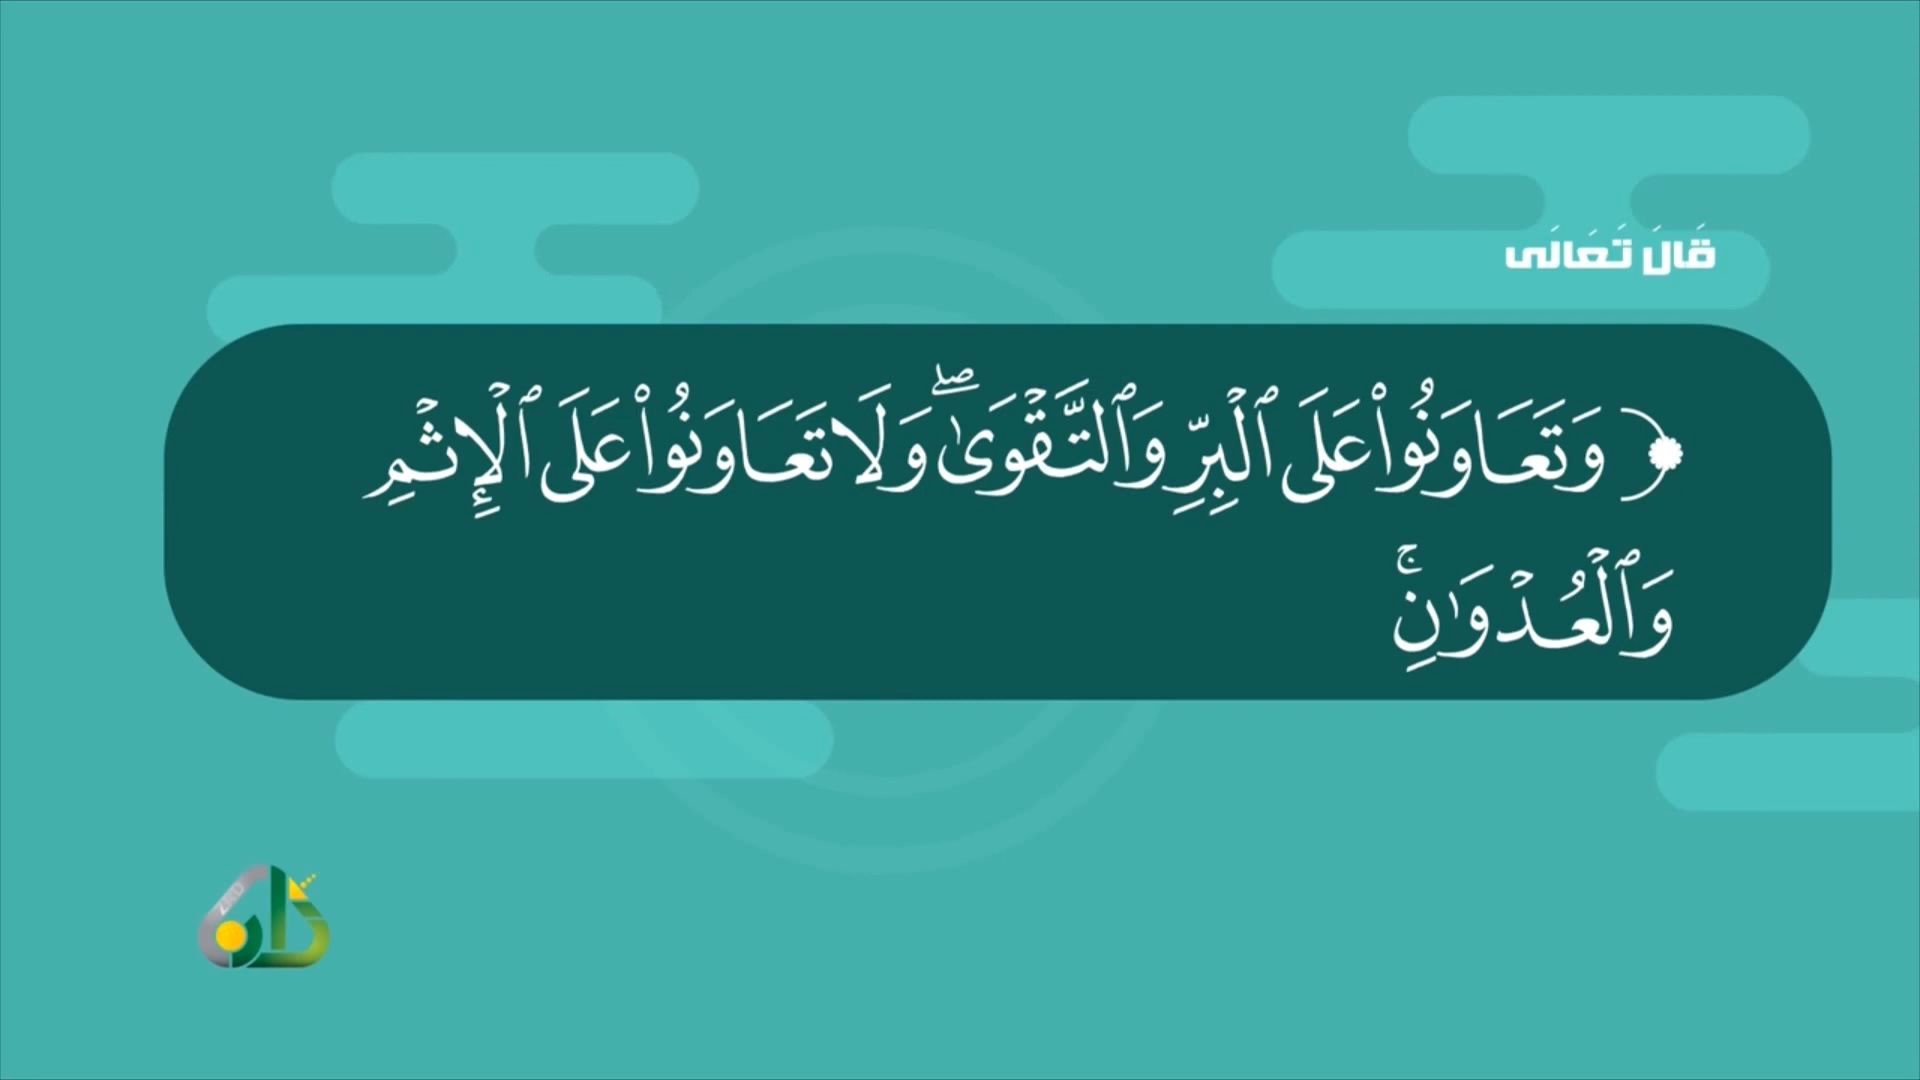 قَالَ تَعَالَى
﴿وَتَعَاوَنُواْ عَلَى ٱلۡبِرِّ وَٱلتَّقۡوَىٰۖ وَلَا تَعَاوَنُواْ عَلَى ٱلۡإِثۡمِ
وَٱلۡعُدۡوَٰنِۚ